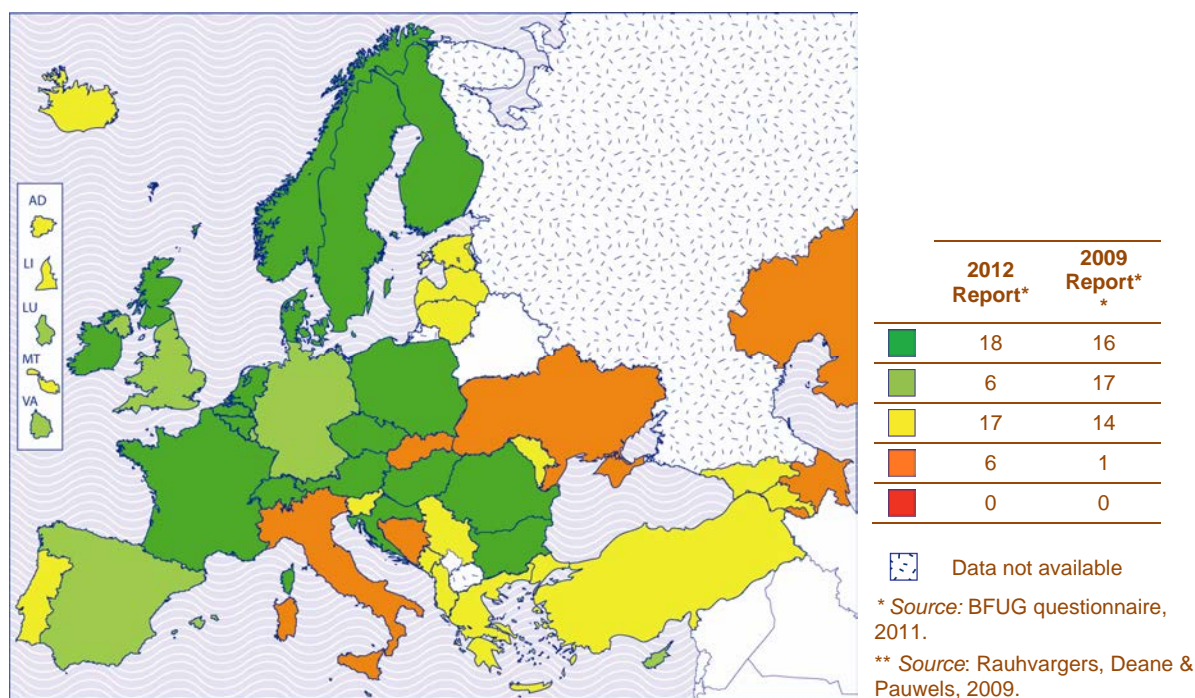 AD
LI
LU
MT
VA
2012 Report* 2009 Report* *
18 16
6 17
17 14
6 1
0 0
Data not available
* Source: BFUG questionnaire,
2011.
** Source: Rauhvargers, Deane &
Pauwels, 2009.